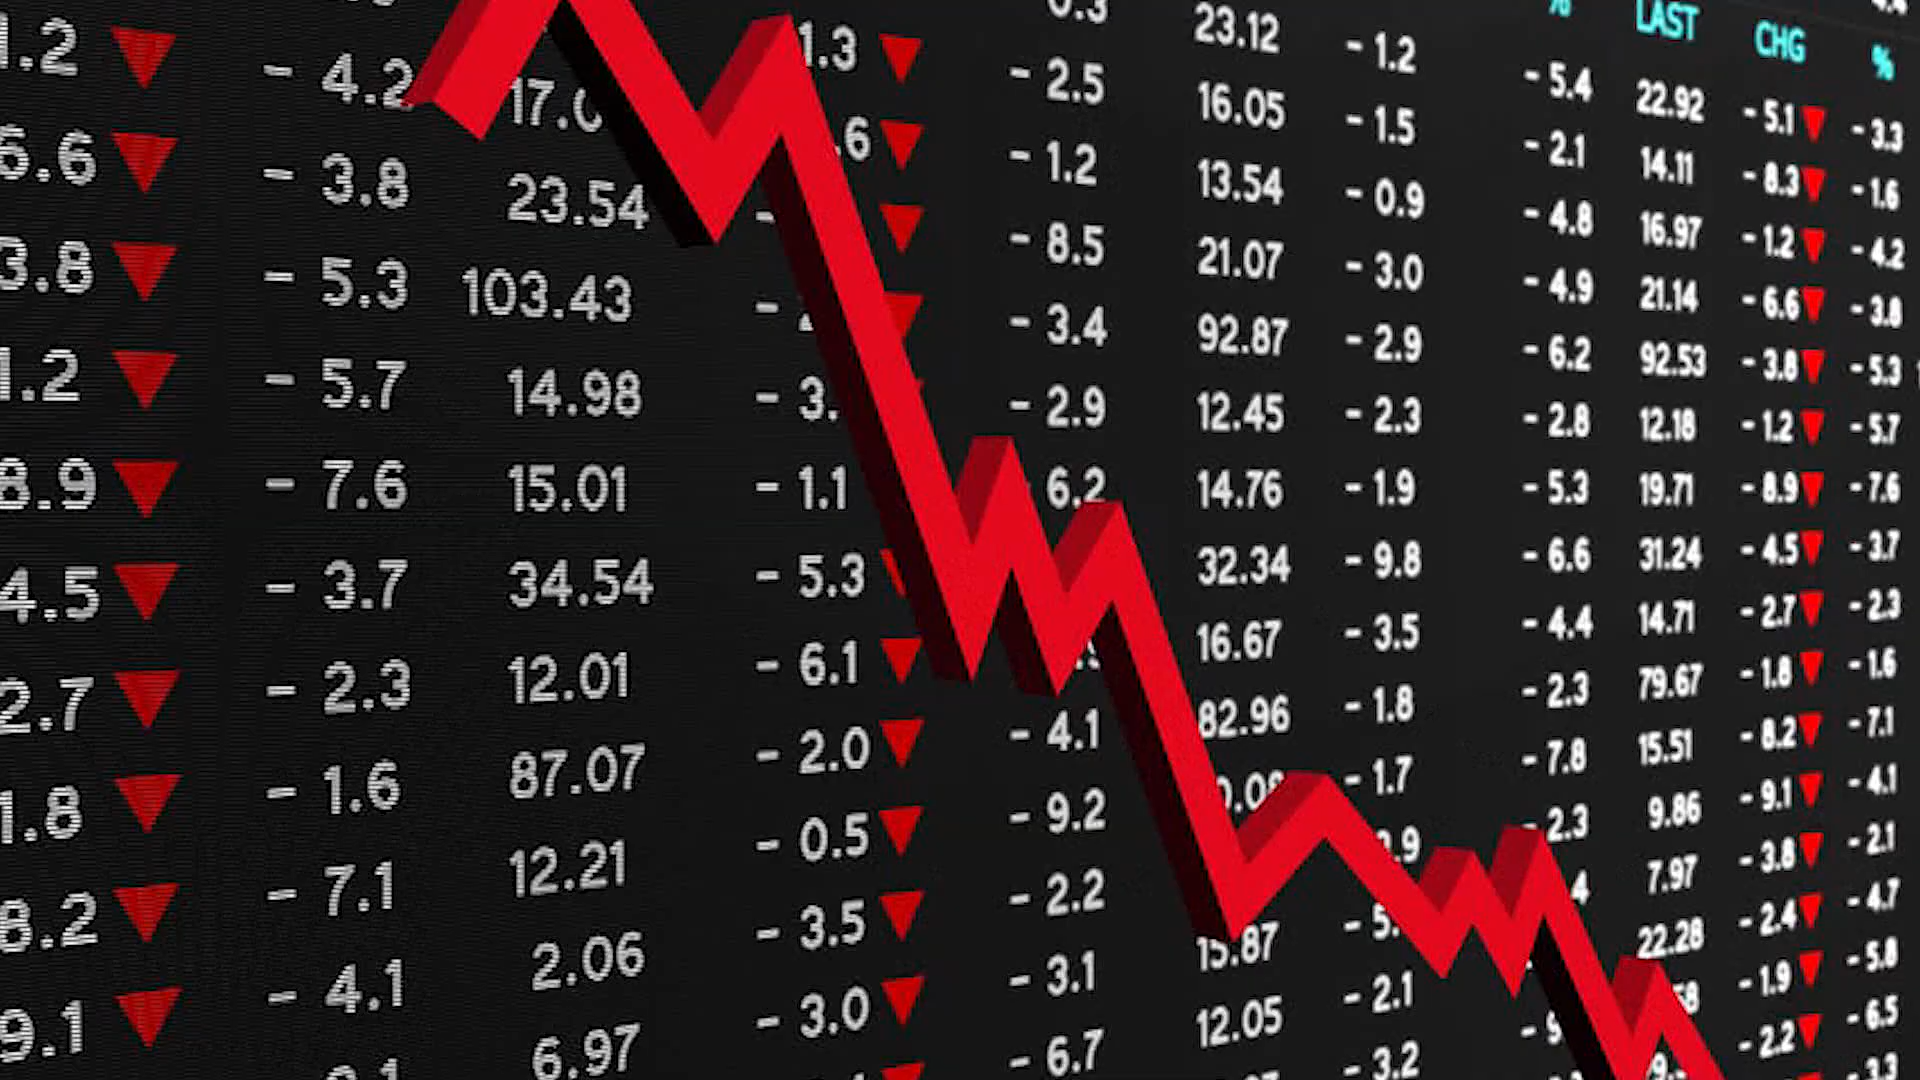 % LAST CHG %
1.2 - 4.2 17.0 1.3 - 2.5 23.12 - 1.2 - 5.4 22.92 - 5.1 - 3.3
6.6 - 3.8 23.54 .6 - 1.2 16.05 - 1.5 - 2.1 14.11 - 8.3 - 1.6
3.8 - 5.3 103.43 - 8.5 13.54 - 0.9 - 4.8 16.97 - 1.2 - 4.2
1.2 - 5.7 14.98 - 3. - 3.4 21.07 - 3.0 - 4.9 21.14 - 6.6 - 3.8
8.9 - 7.6 15.01 - 1.1 - 2.9 92.87 - 2.9 - 6.2 92.53 - 3.8 - 5.3
4.5 - 3.7 34.54 - 5.3 6.2 12.45 - 2.3 - 2.8 12.18 - 1.2 - 5.7
2.7 - 2.3 12.01 - 6.1 14.76 - 1.9 - 5.3 19.71 - 8.9 - 7.6
1.8 - 1.6 87.07 - 2.0 - 4.1 32.34 - 9.8 - 6.6 31.24 - 4.5 - 3.7
8.2 - 7.1 12.21 - 0.5 - 9.2 16.67 - 3.5 - 4.4 14.71 - 2.7 - 2.3
9.1 - 4.1 2.06 - 3.5 - 2.2 82.96 - 1.8 - 2.3 79.67 - 1.8 - 1.6
6.97 - 3.0 - 3.1 - 1.7 - 7.8 15.51 - 8.2 - 7.1
- 6.7 15.87 2.3 9.86 - 9.1 - 4.1
12.05 - 2.1 7.97 - 3.8 - 2.1
- 3.2 22.28 - 2.4 - 4.7
- 1.9 - 5.8
- 2.2 - 6.5